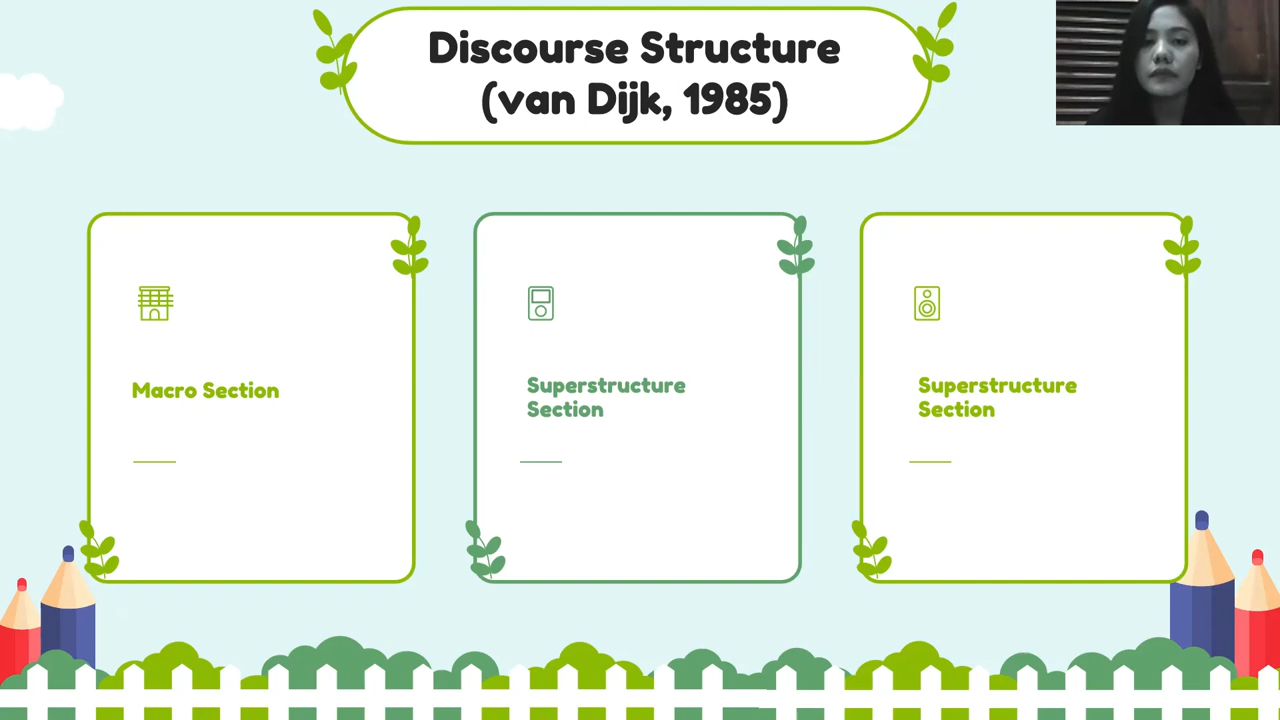 Discourse Structure
(van Dijk, 1985)
Macro Section
Superstructure
Section
Superstructure
Section